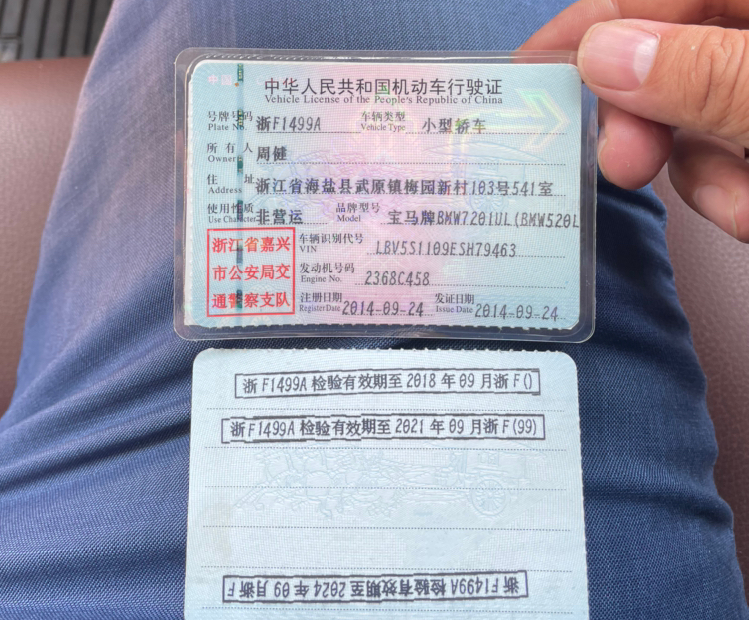 中国
中华人民共和国机动车行驶证
Vehicle License of the People's Republic of China
号牌号码 Plate No. 浙F1499A 车辆类型 Vehicle Type 小型轿车
所有人 Owner 周健
住址 Address 浙江省海盐县武原镇梅园新村103号541室
使用性质 Use Character 非营运 品牌型号 Model 宝马牌BMW7201UL(BMW520L
浙江省嘉兴
市公安局交
通警察支队
车辆识别代号 VIN LBV5S1109ESH79463
发动机号码 Engine No. 2368C458
注册日期 Register Date 2014-09-24 发证日期 Issue Date 2014-09-24
浙F1499A检验有效期至2018年09月浙F()
浙F1499A检验有效期至2021年09月浙F(99)
浙F1499A检验有效期至2024年09月浙F